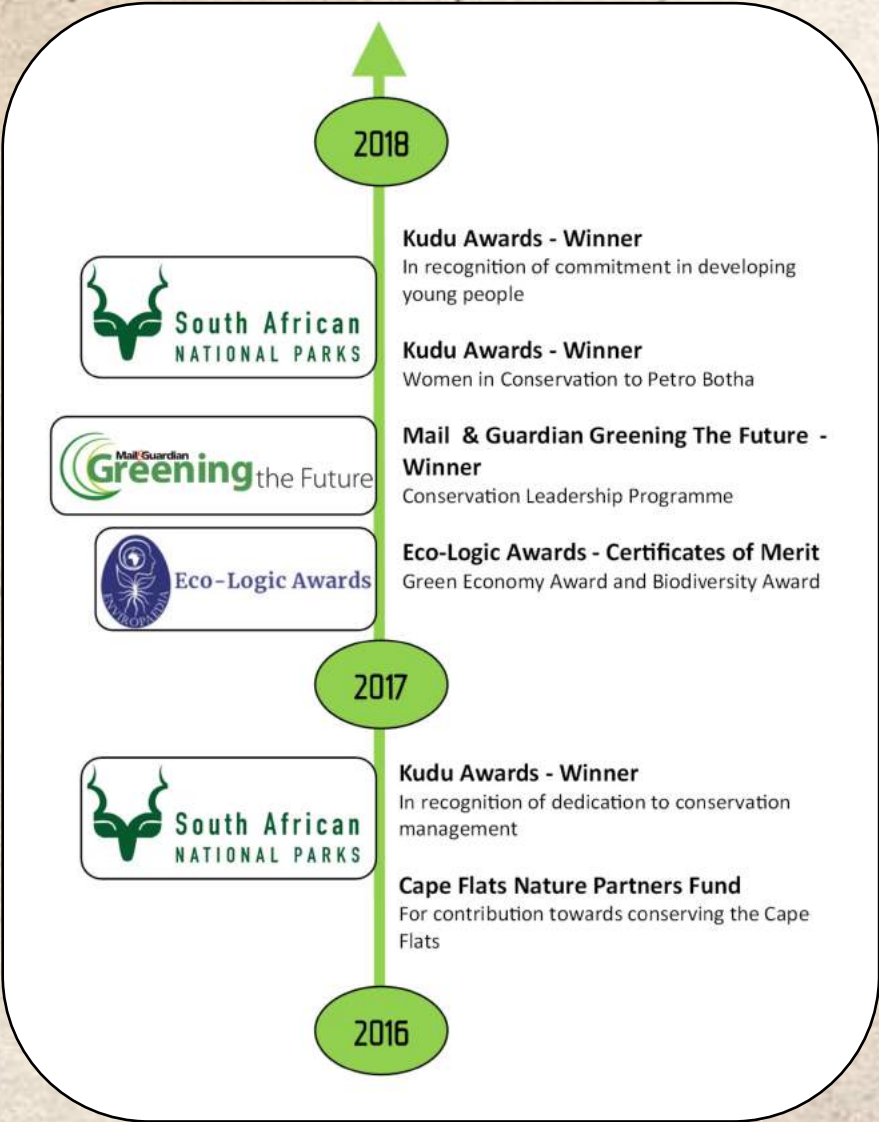 2018
Kudu Awards - Winner
In recognition of commitment in developing
young people
South African
NATIONAL PARKS
Kudu Awards - Winner
Women in Conservation to Petro Botha
Mail & Guardian Greening The Future -
Winner
Conservation Leadership Programme
Mail&Guardian
Greening the Future
Eco-Logic Awards - Certificates of Merit
Green Economy Award and Biodiversity Award
Eco-Logic Awards
ENVIROPAEDIA
2017
Kudu Awards - Winner
In recognition of dedication to conservation
management
South African
NATIONAL PARKS
Cape Flats Nature Partners Fund
For contribution towards conserving the Cape
Flats
2016